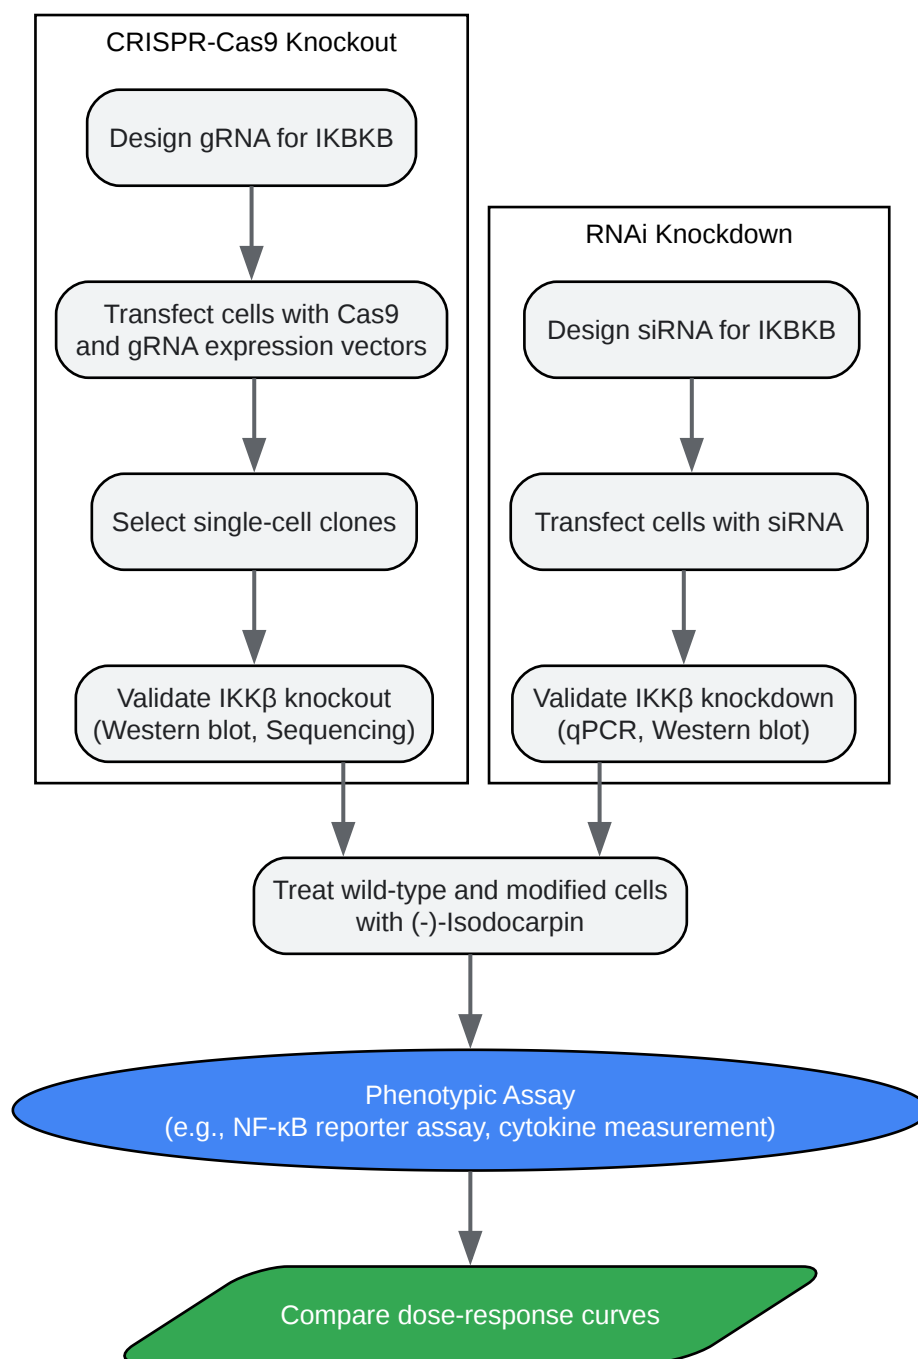 CRISPR-Cas9 Knockout
Design gRNA for IKBKB
Transfect cells with Cas9
and gRNA expression vectors
Select single-cell clones
Validate IKKβ knockout
(Western blot, Sequencing)
RNAi Knockdown
Design siRNA for IKBKB
Transfect cells with siRNA
Validate IKKβ knockdown
(qPCR, Western blot)
Treat wild-type and modified cells
with (-)-Isodocarpin
Phenotypic Assay
(e.g., NF-κB reporter assay, cytokine measurement)
Compare dose-response curves